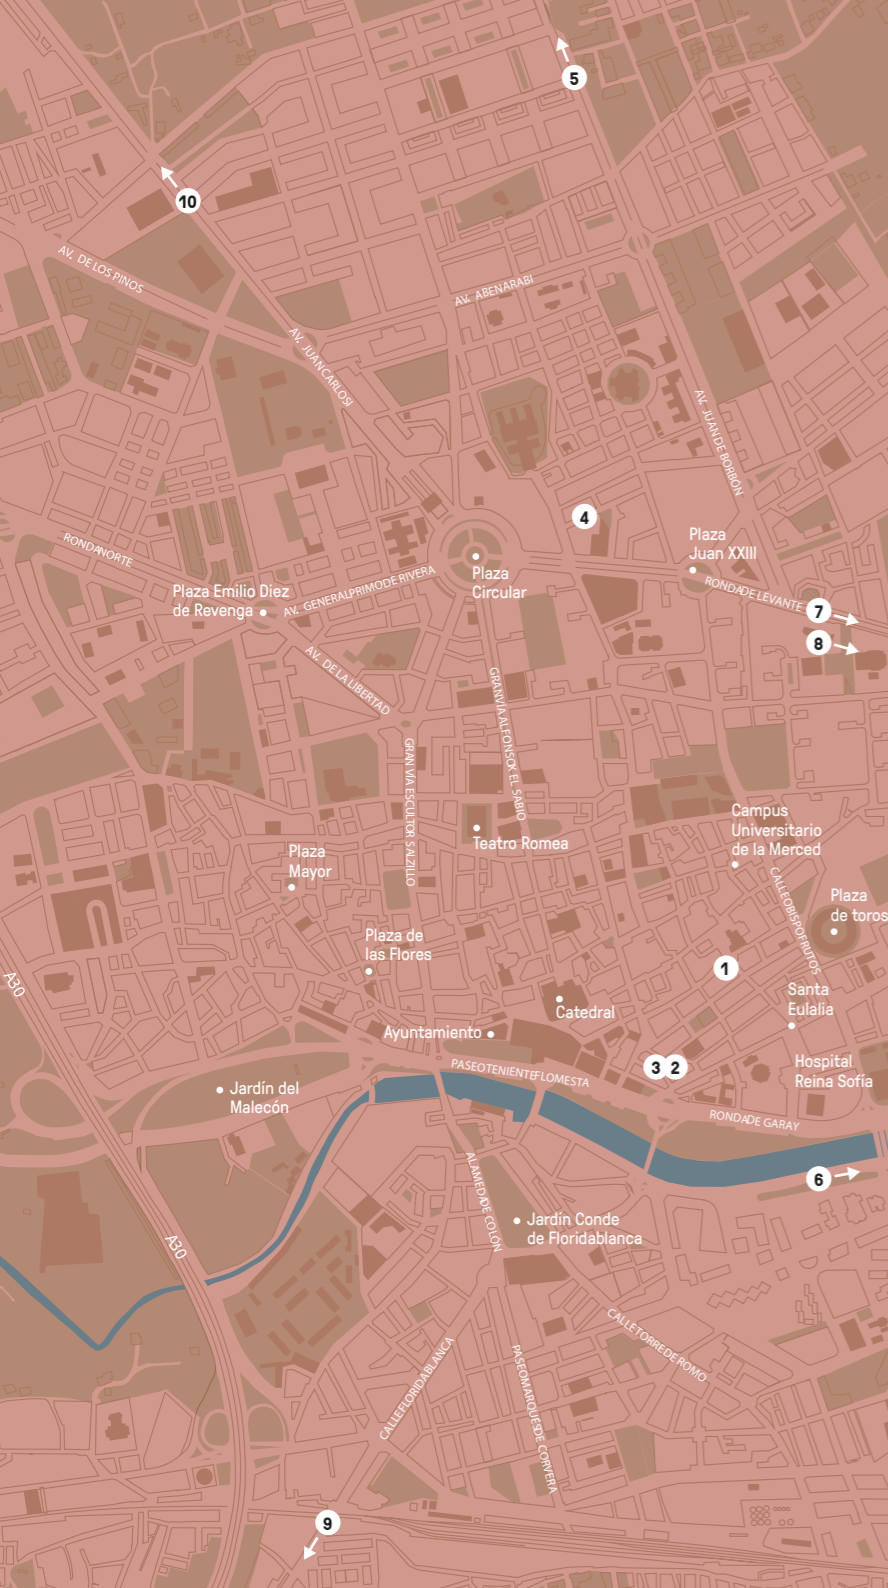 5
10
AV. DE LOS PINOS
AV. ABENARABI
AV. JUAN CARLOS I
AV. JUAN DE BORBÓN
4
RONDA NORTE
Plaza
Juan XXIII
Plaza
Circular
Plaza Emilio Diez
de Revenga
AV. GENERAL PRIMO DE RIVERA
RONDA DE LEVANTE
7
8
AV. DE LA LIBERTAD
GRAN VÍA ALFONSO X EL SABIO
GRAN VÍA ESCULTOR SALZILLO
Campus
Universitario
de la Merced
Teatro Romea
Plaza
Mayor
CALLE OBISPO FRUTOS
Plaza
de toros
Plaza de
las Flores
1
A30
Santa
Eulalia
Catedral
Ayuntamiento
3
2
Hospital
Reina Sofía
PASEO TENIENTE FLOMESTA
Jardín del
Malecón
RONDA DE GARAY
6
ALAMEDA DE COLÓN
Jardín Conde
de Floridablanca
A30
CALLE TORRE DE ROMO
CALLE FLORIDABLANCA
PASEO MARQUÉS DE CORVERA
9